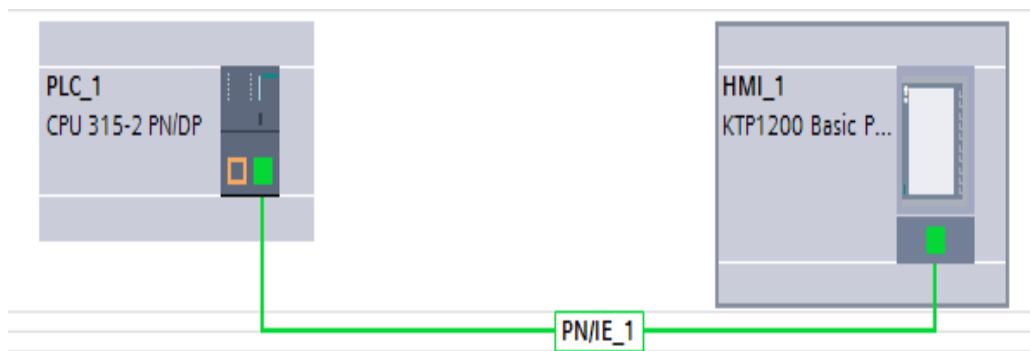 PLC_1
CPU 315-2 PN/DP
HMI_1
KTP1200 Basic P...
PN/IE_1